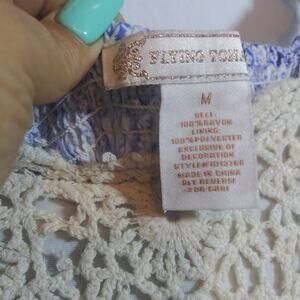 FLYING TOMA
M
SELF:
100%RAYON
LINING:
100%POLYESTER
EXCLUSIVE OF
DECORATION
MADE IN CHINA
SEE REVERSE
FOR CARE